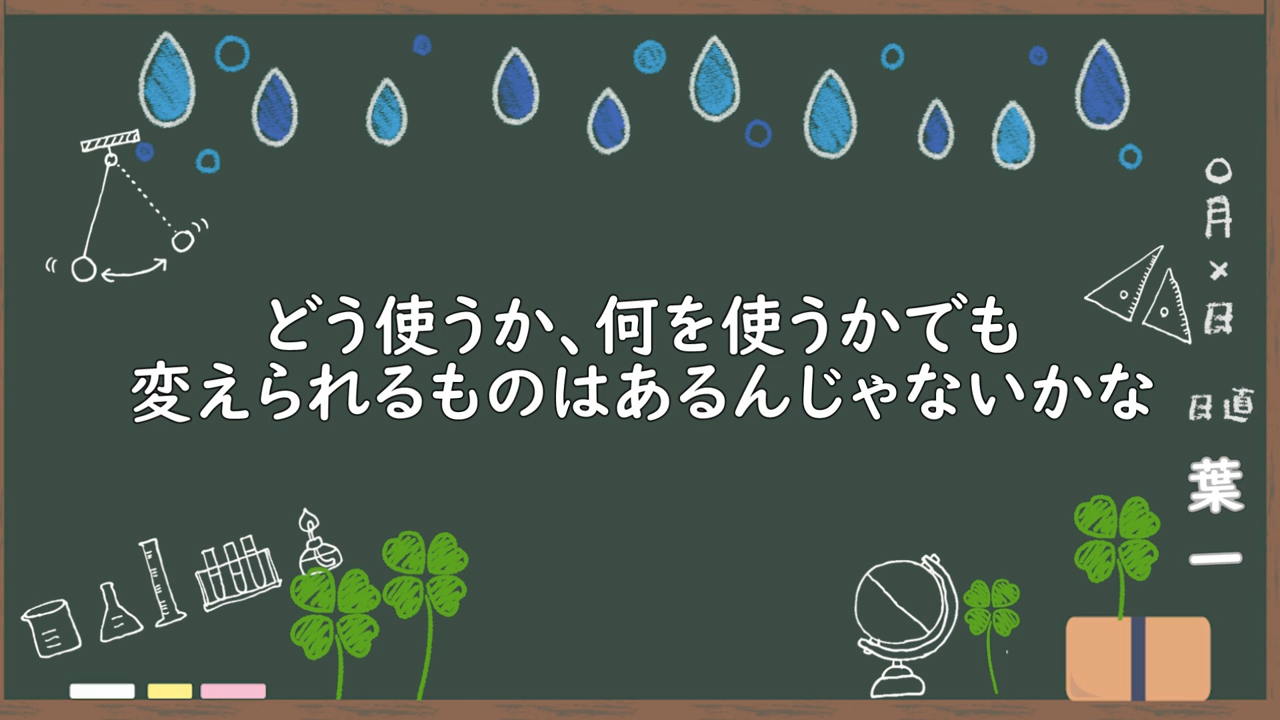 どう使うか、何を使うかでも
変えられるものはあるんじゃないかな
○月×日
日直
葉一